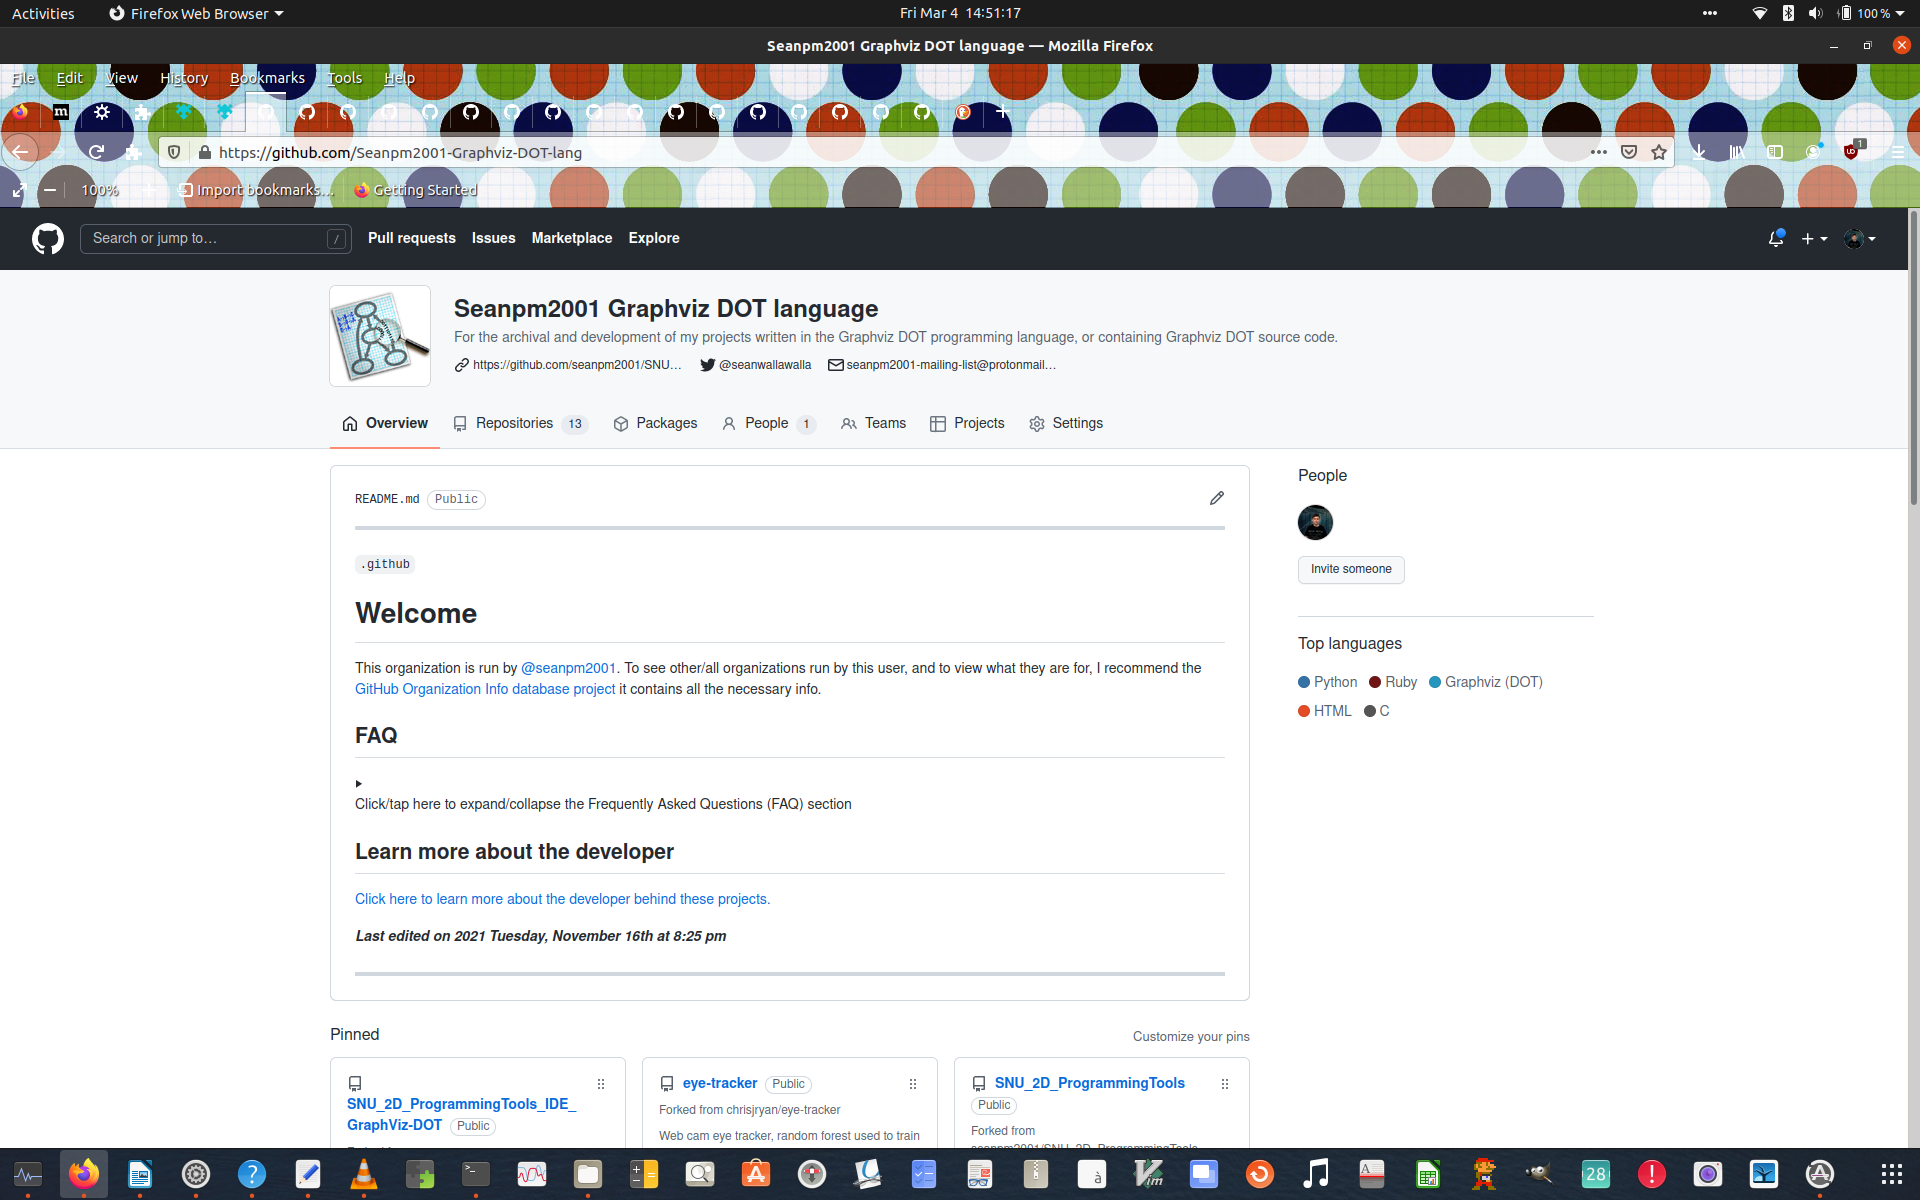 Activities Firefox Web Browser Fri Mar 4 14:51:17 100 %
Seanpm2001 Graphviz DOT language — Mozilla Firefox
File Edit View History Bookmarks Tools Help
https://github.com/Seanpm2001-Graphviz-DOT-lang
100% Import bookmarks... Getting Started
Search or jump to… / Pull requests Issues Marketplace Explore
Seanpm2001 Graphviz DOT language
For the archival and development of my projects written in the Graphviz DOT programming language, or containing Graphviz DOT source code.
https://github.com/seanpm2001/SNU… @seanwallawalla seanpm2001-mailing-list@protonmail…
Overview Repositories 13 Packages People 1 Teams Projects Settings
README.md Public
.github
Welcome
This organization is run by @seanpm2001. To see other/all organizations run by this user, and to view what they are for, I recommend the
GitHub Organization Info database project it contains all the necessary info.
FAQ
Click/tap here to expand/collapse the Frequently Asked Questions (FAQ) section
Learn more about the developer
Click here to learn more about the developer behind these projects.
Last edited on 2021 Tuesday, November 16th at 8:25 pm
People
Invite someone
Top languages
Python Ruby Graphviz (DOT)
HTML C
Pinned Customize your pins
SNU_2D_ProgrammingTools_IDE_
GraphViz-DOT Public
eye-tracker Public
Forked from chrisjryan/eye-tracker
Web cam eye tracker, random forest used to train
SNU_2D_ProgrammingTools
Public
Forked from
seanpm2001/SNU_2D_ProgrammingTools
28